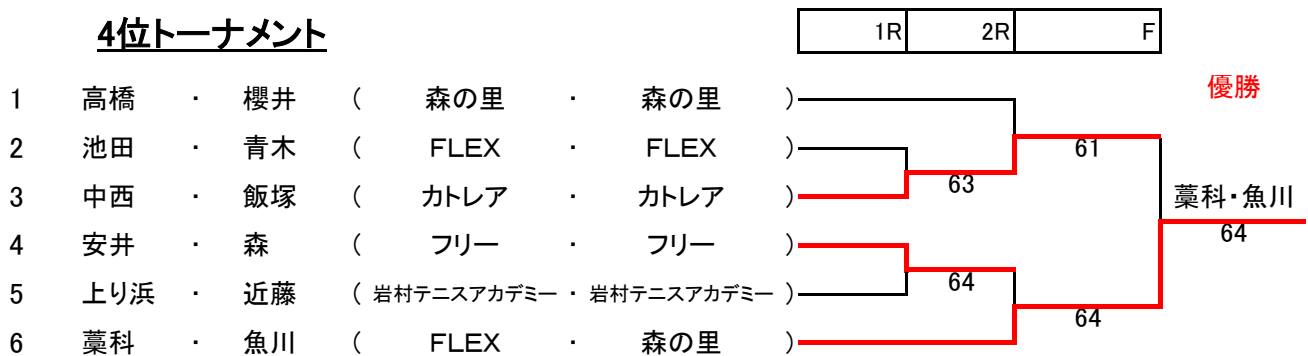 4位トーナメント 1R 2R F
優勝
1 高橋 ・ 櫻井 ( 森の里 ・ 森の里 )
2 池田 ・ 青木 ( FLEX ・ FLEX ) 61
63
3 中西 ・ 飯塚 ( カトレア ・ カトレア ) 藁科・魚川
64
4 安井 ・ 森 ( フリー ・ フリー )
64
5 上り浜 ・ 近藤 ( 岩村テニスアカデミー ・ 岩村テニスアカデミー )
64
6 藁科 ・ 魚川 ( FLEX ・ 森の里 )